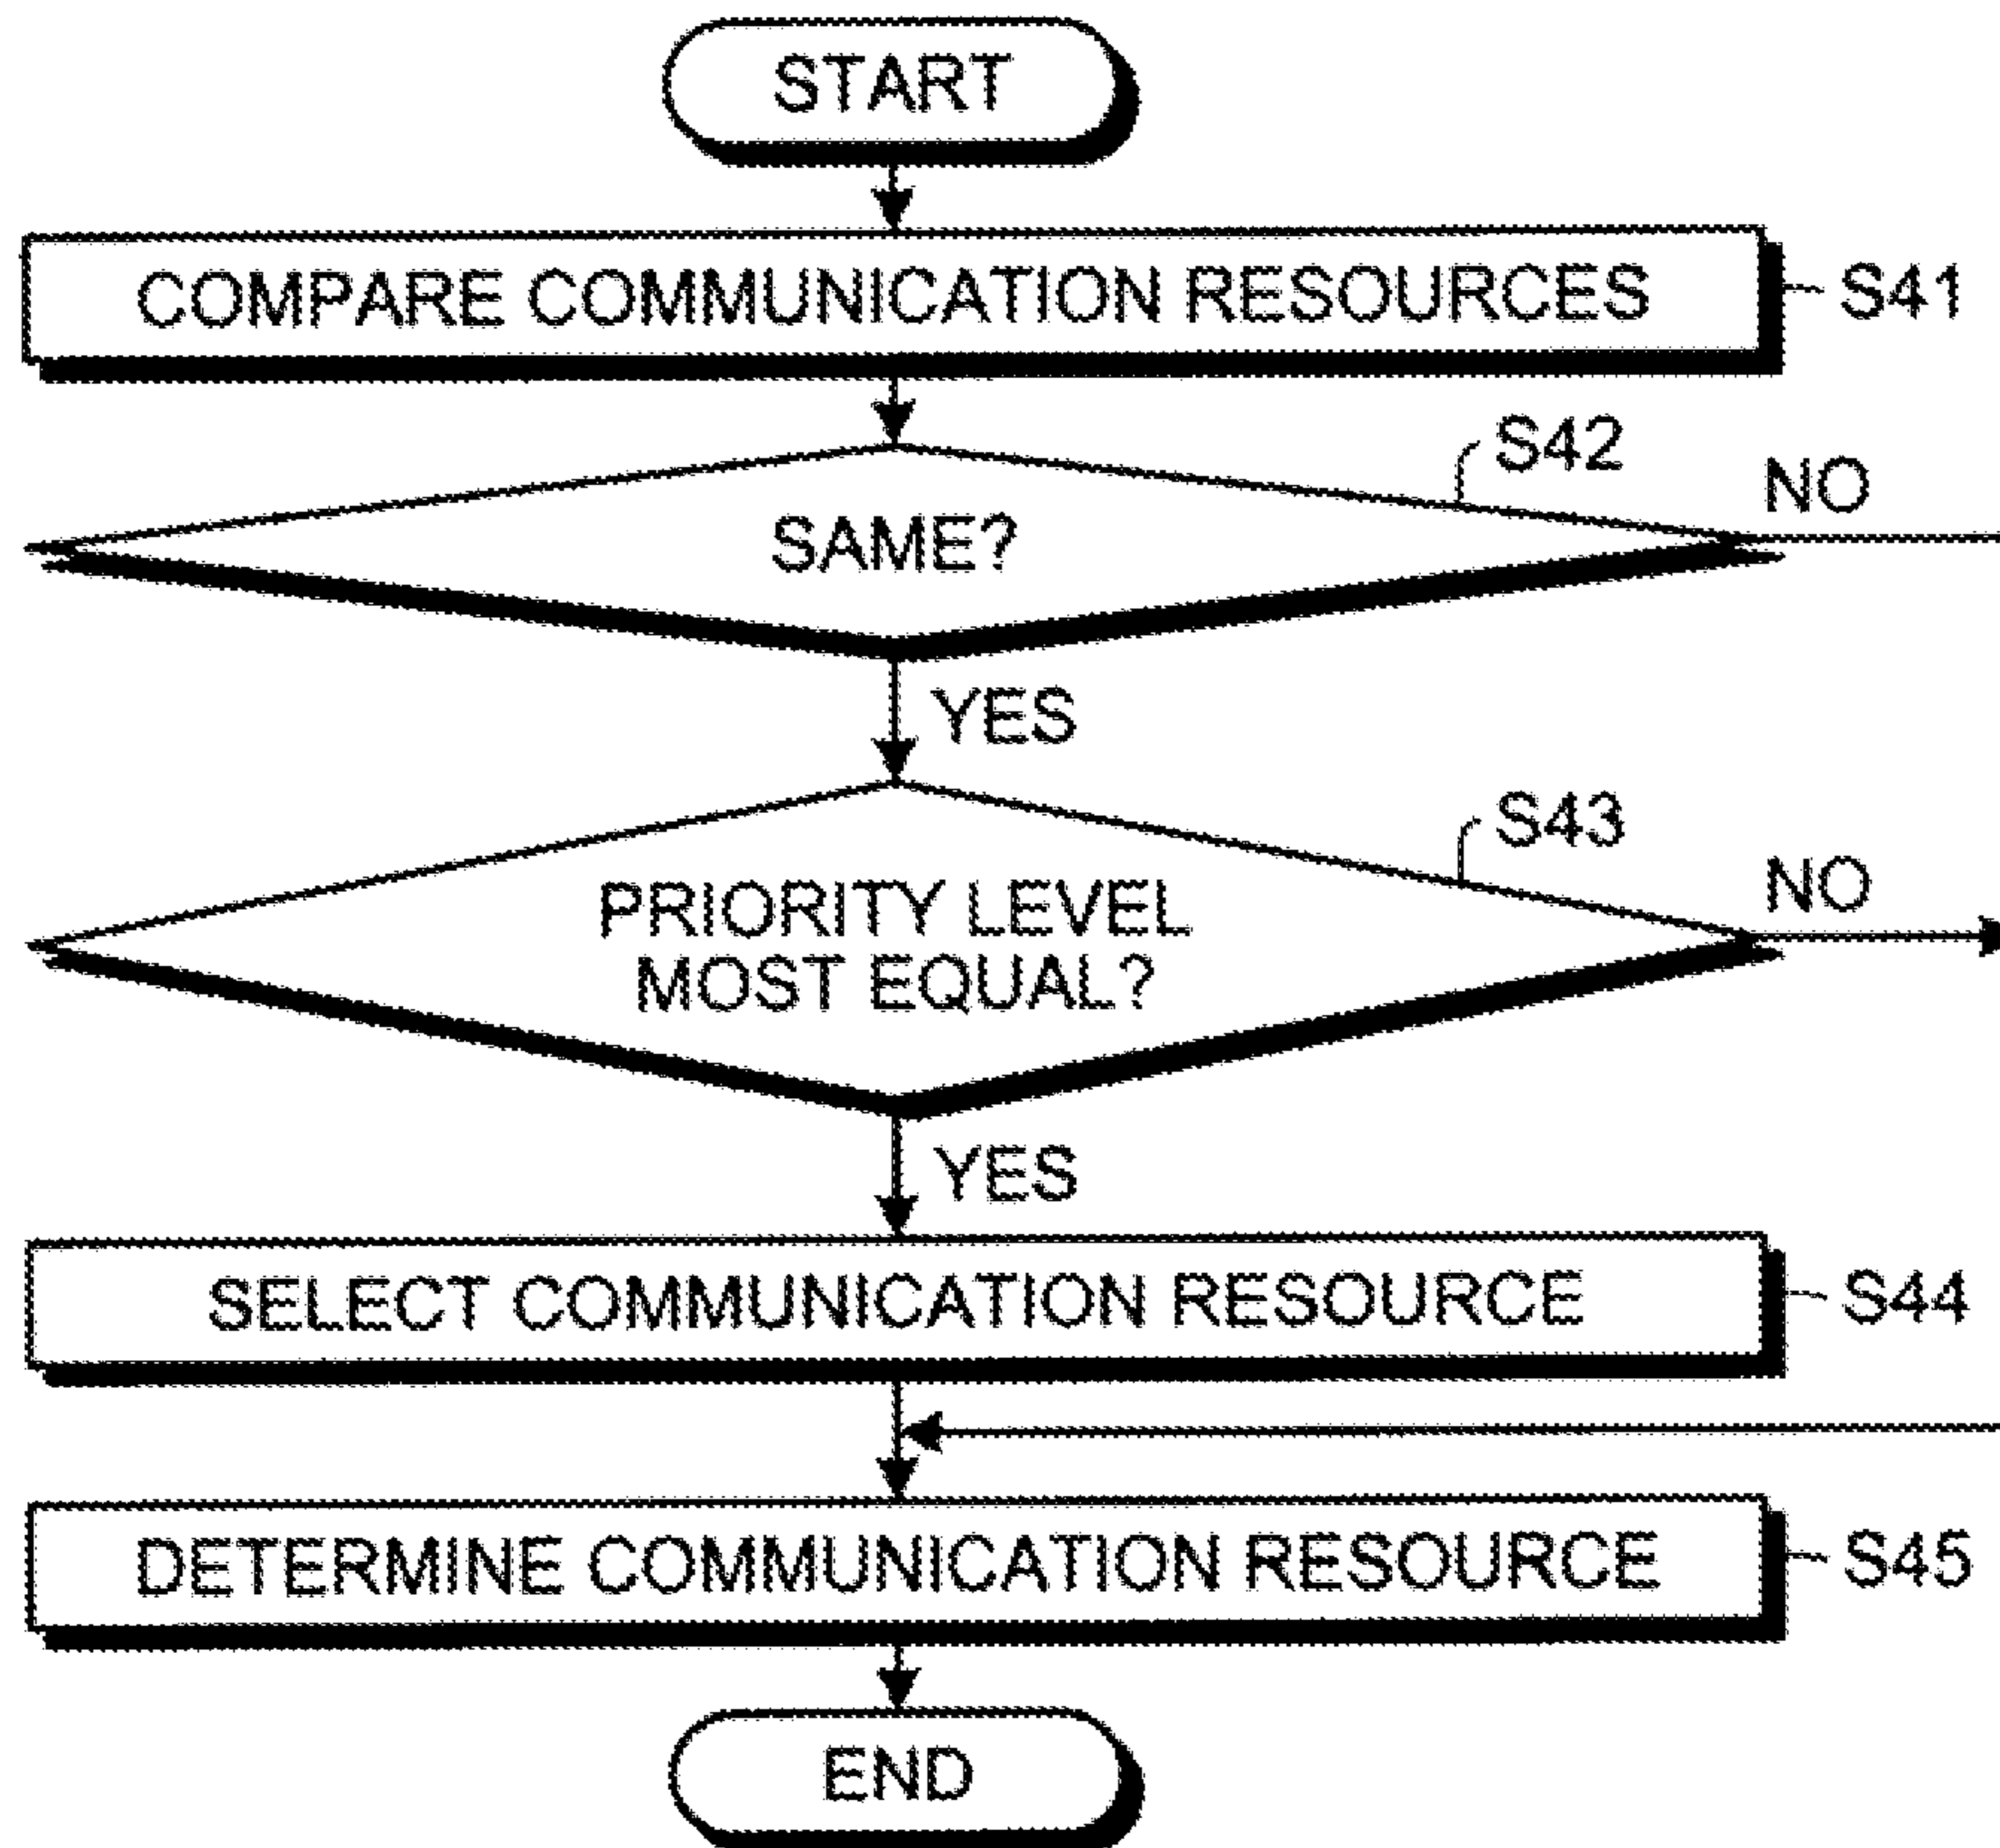 START
COMPARE COMMUNICATION RESOURCES
S41
S42
NO
SAME?
YES
S43
NO
PRIORITY LEVEL
MOST EQUAL?
YES
SELECT COMMUNICATION RESOURCE
S44
DETERMINE COMMUNICATION RESOURCE
S45
END